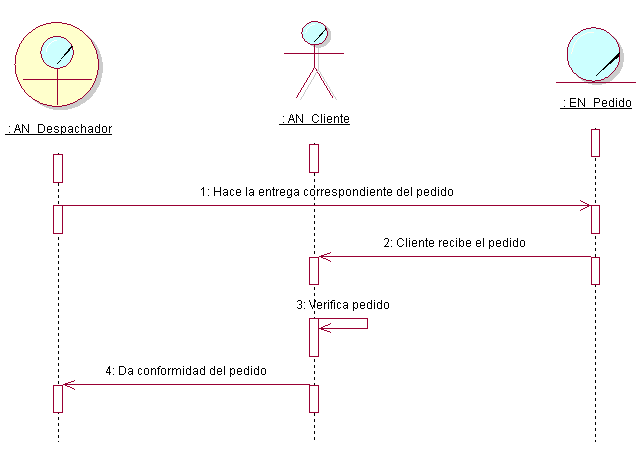 : AN_Despachador
: AN_Cliente
: EN_Pedido
1: Hace la entrega correspondiente del pedido
2: Cliente recibe el pedido
3: Verifica pedido
4: Da conformidad del pedido